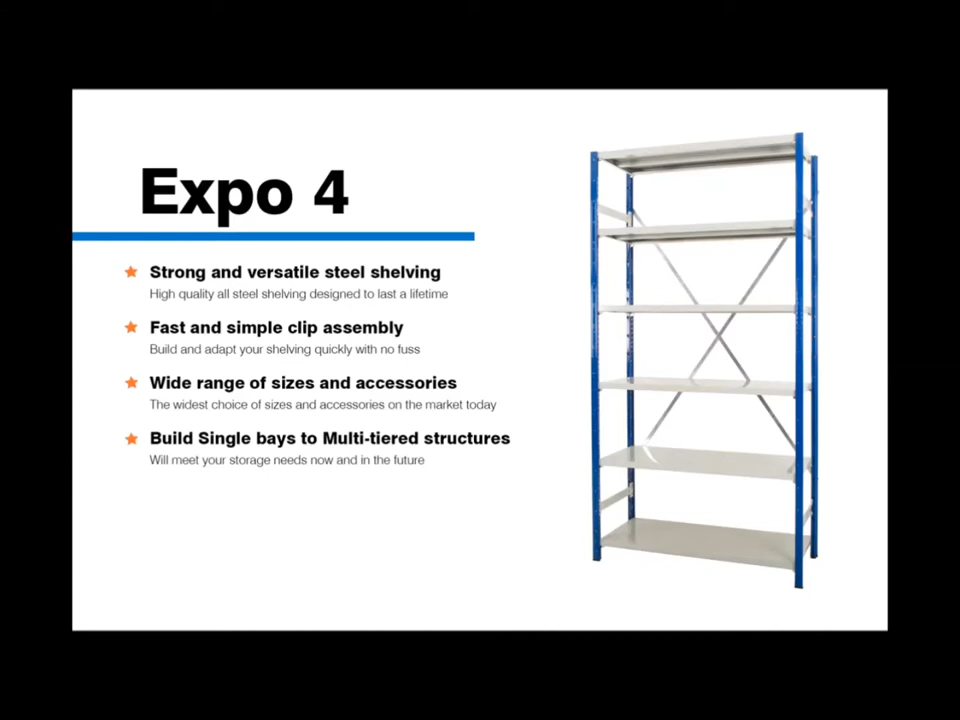 Expo 4
Strong and versatile steel shelving
High quality all steel shelving designed to last a lifetime
Fast and simple clip assembly
Build and adapt your shelving quickly with no fuss
Wide range of sizes and accessories
The widest choice of sizes and accessories on the market today
Build Single bays to Multi-tiered structures
Will meet your storage needs now and in the future